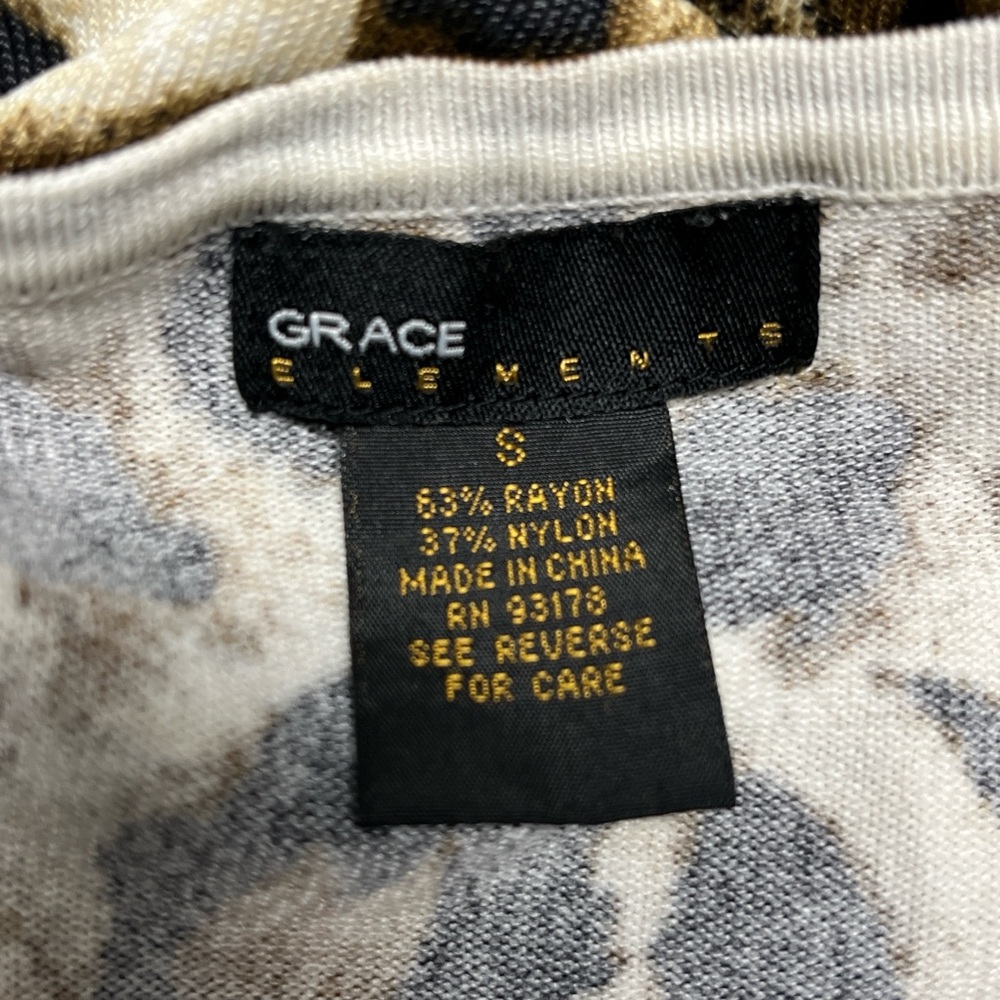 GRACE
ELEMENTS
S
63% RAYON
37% NYLON
MADE IN CHINA
RN 93178
SEE REVERSE
FOR CARE